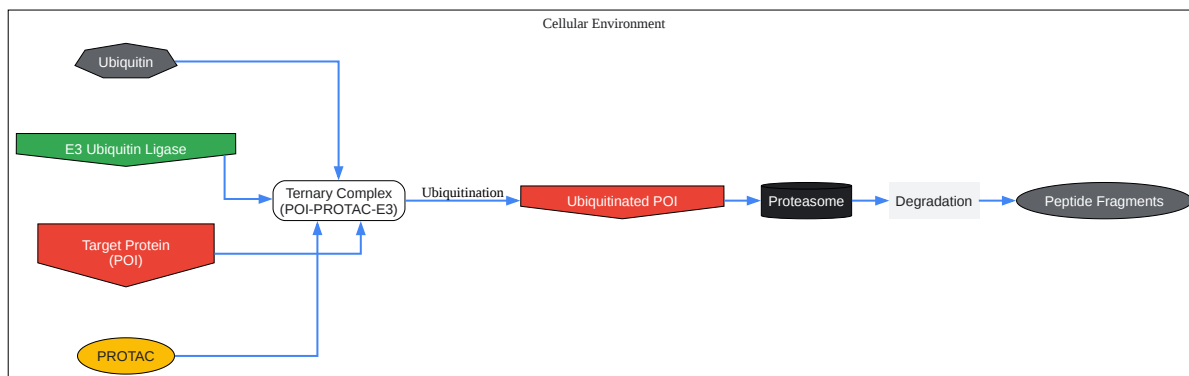 Cellular Environment
Ubiquitin
E3 Ubiquitin Ligase
Target Protein
(POI)
PROTAC
Ternary Complex
(POI-PROTAC-E3)
Ubiquitination
Ubiquitinated POI
Proteasome
Degradation
Peptide Fragments